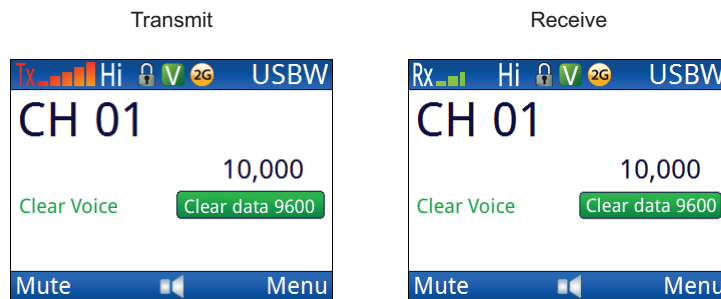 Transmit
Tx Hi V 2G USBW
CH 01
10,000
Clear Voice Clear data 9600
Mute Menu
Receive
Rx Hi V 2G USBW
CH 01
10,000
Clear Voice Clear data 9600
Mute Menu